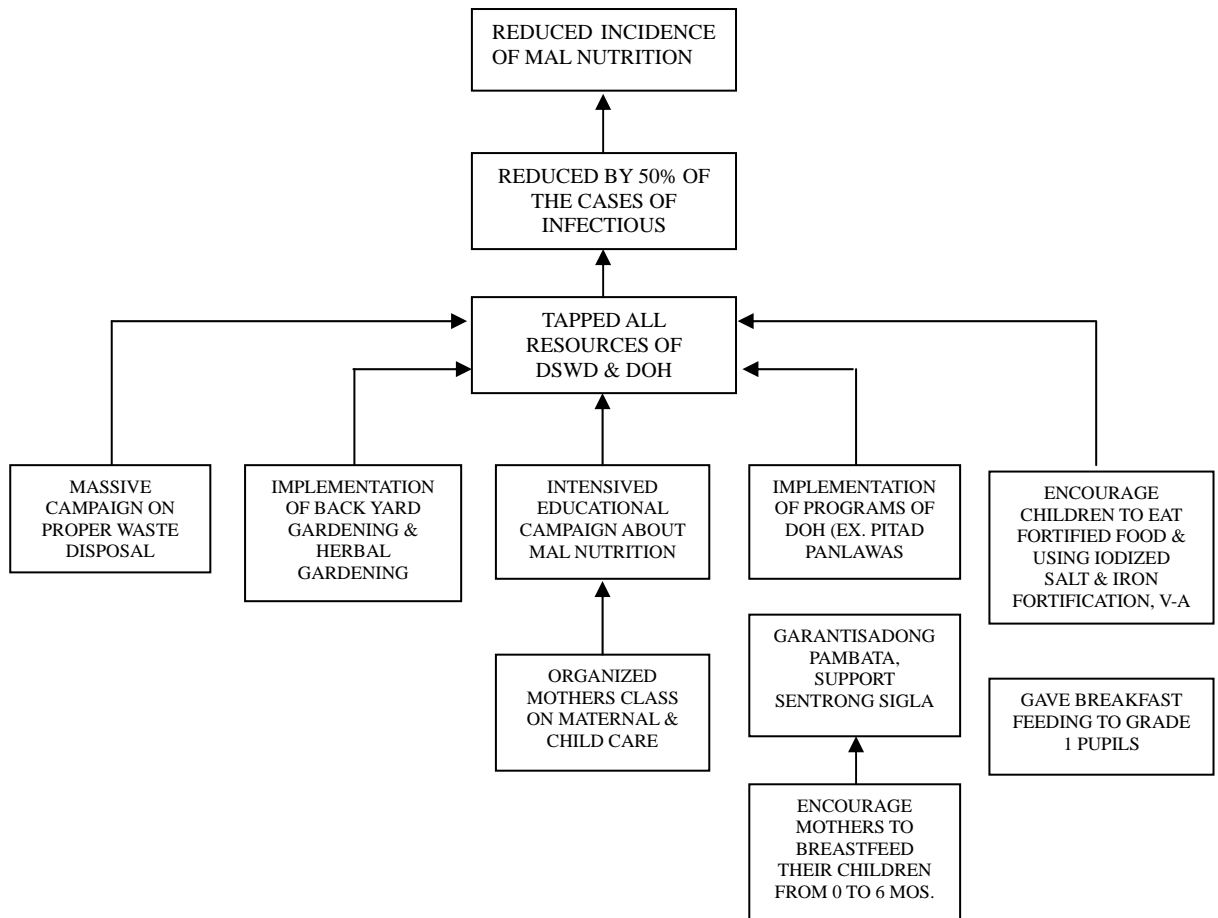 REDUCED INCIDENCE
OF MAL NUTRITION
REDUCED BY 50% OF
THE CASES OF
INFECTIOUS
TAPPED ALL
RESOURCES OF
DSWD & DOH
MASSIVE
CAMPAIGN ON
PROPER WASTE
DISPOSAL
IMPLEMENTATION
OF BACK YARD
GARDENING &
HERBAL
GARDENING
INTENSIVED
EDUCATIONAL
CAMPAIGN ABOUT
MAL NUTRITION
IMPLEMENTATION
OF PROGRAMS OF
DOH (EX. PITAD
PANLAWAS
ENCOURAGE
CHILDREN TO EAT
FORTIFIED FOOD &
USING IODIZED
SALT & IRON
FORTIFICATION, V-A
ORGANIZED
MOTHERS CLASS
ON MATERNAL &
CHILD CARE
GARANTISADONG
PAMBATA,
SUPPORT
SENTRONG SIGLA
GAVE BREAKFAST
FEEDING TO GRADE
1 PUPILS
ENCOURAGE
MOTHERS TO
BREASTFEED
THEIR CHILDREN
FROM 0 TO 6 MOS.